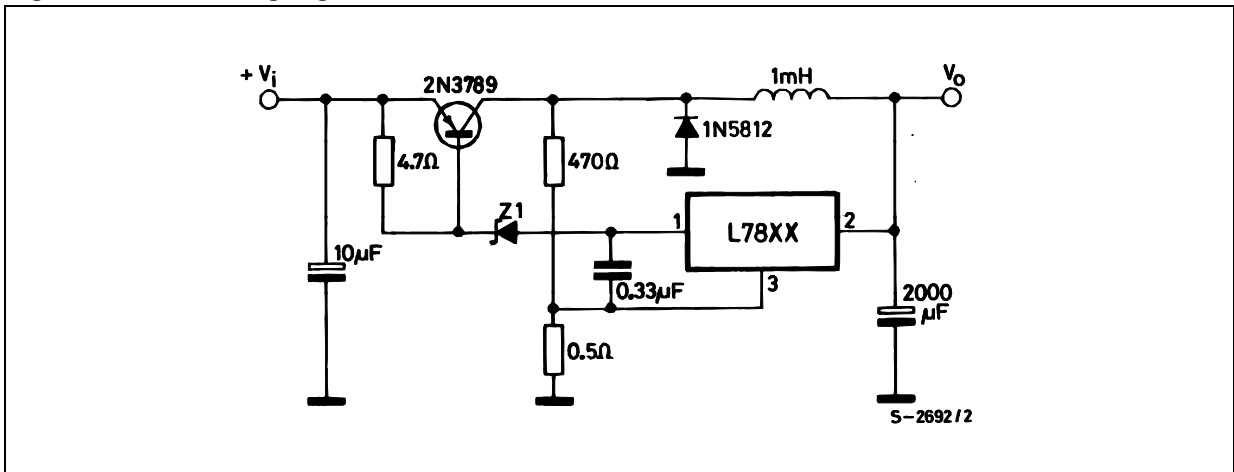 + Vi
2N3789
1mH
Vo
4.7Ω
470Ω
1N5812
Z1
1
L78XX
2
10µF
0.33µF
3
2000
µF
0.5Ω
S-2692/2